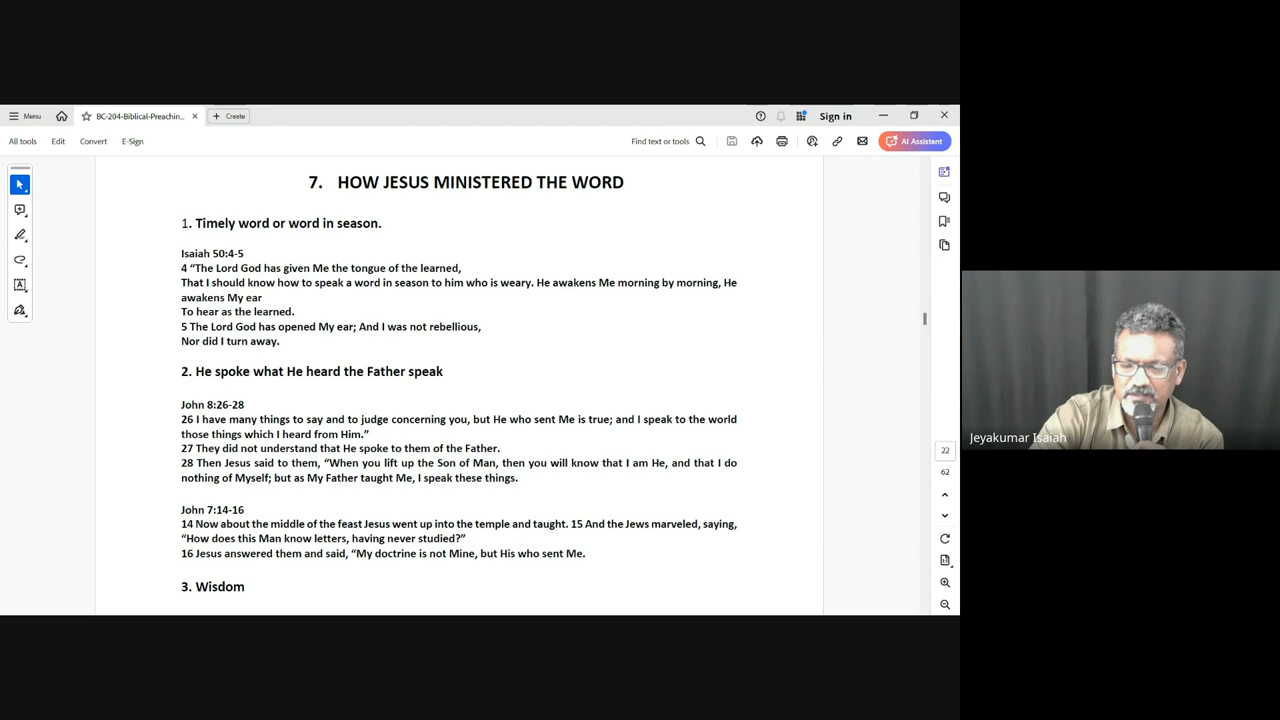 Menu
BC-204-Biblical-Preachin...
Create
Sign in
All tools
Edit
Convert
E-Sign
Find text or tools
AI Assistant
7. HOW JESUS MINISTERED THE WORD
1. Timely word or word in season.
Isaiah 50:4-5
4 “The Lord God has given Me the tongue of the learned,
That I should know how to speak a word in season to him who is weary. He awakens Me morning by morning, He
awakens My ear
To hear as the learned.
5 The Lord God has opened My ear; And I was not rebellious,
Nor did I turn away.
2. He spoke what He heard the Father speak
John 8:26-28
26 I have many things to say and to judge concerning you, but He who sent Me is true; and I speak to the world
those things which I heard from Him.”
27 They did not understand that He spoke to them of the Father.
28 Then Jesus said to them, “When you lift up the Son of Man, then you will know that I am He, and that I do
nothing of Myself; but as My Father taught Me, I speak these things.
John 7:14-16
14 Now about the middle of the feast Jesus went up into the temple and taught. 15 And the Jews marveled, saying,
“How does this Man know letters, having never studied?”
16 Jesus answered them and said, “My doctrine is not Mine, but His who sent Me.
3. Wisdom
22
62
Jeyakumar Isaiah